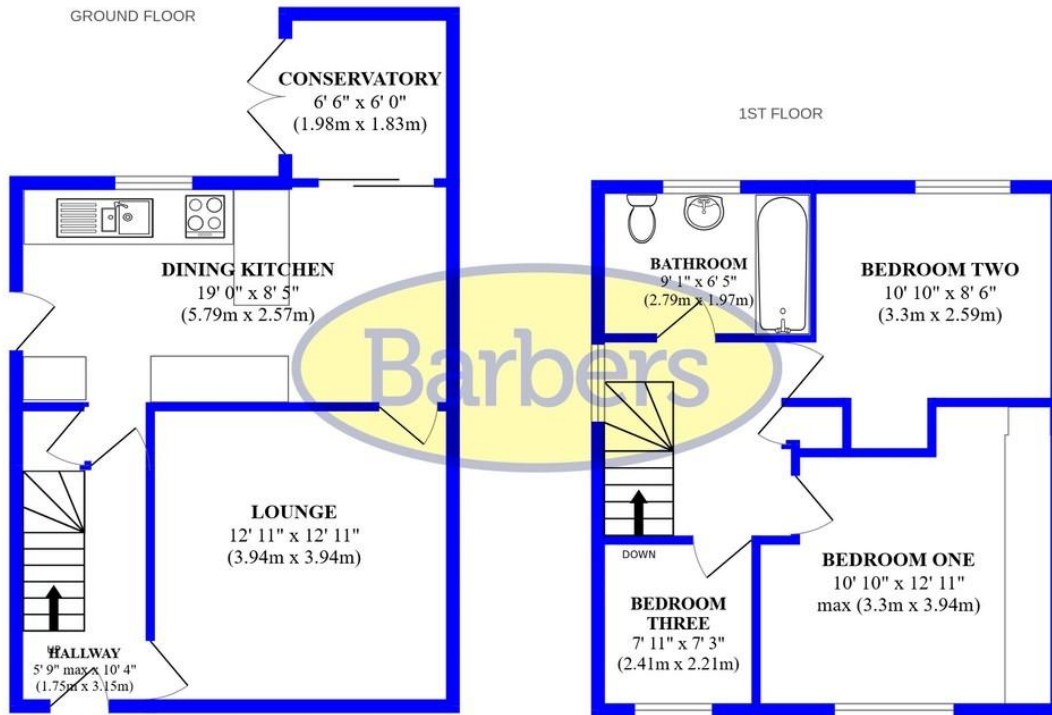 GROUND FLOOR
CONSERVATORY
6' 6" x 6' 0"
(1.98m x 1.83m)
DINING KITCHEN
19' 0" x 8' 5"
(5.79m x 2.57m)
LOUNGE
12' 11" x 12' 11"
(3.94m x 3.94m)
UP
HALLWAY
5' 9" max x 10' 4"
(1.75m x 3.15m)
Barbers
1ST FLOOR
BATHROOM
9' 1" x 6' 5"
(2.79m x 1.97m)
BEDROOM TWO
10' 10" x 8' 6"
(3.3m x 2.59m)
DOWN
BEDROOM
THREE
7' 11" x 7' 3"
(2.41m x 2.21m)
BEDROOM ONE
10' 10" x 12' 11"
max (3.3m x 3.94m)